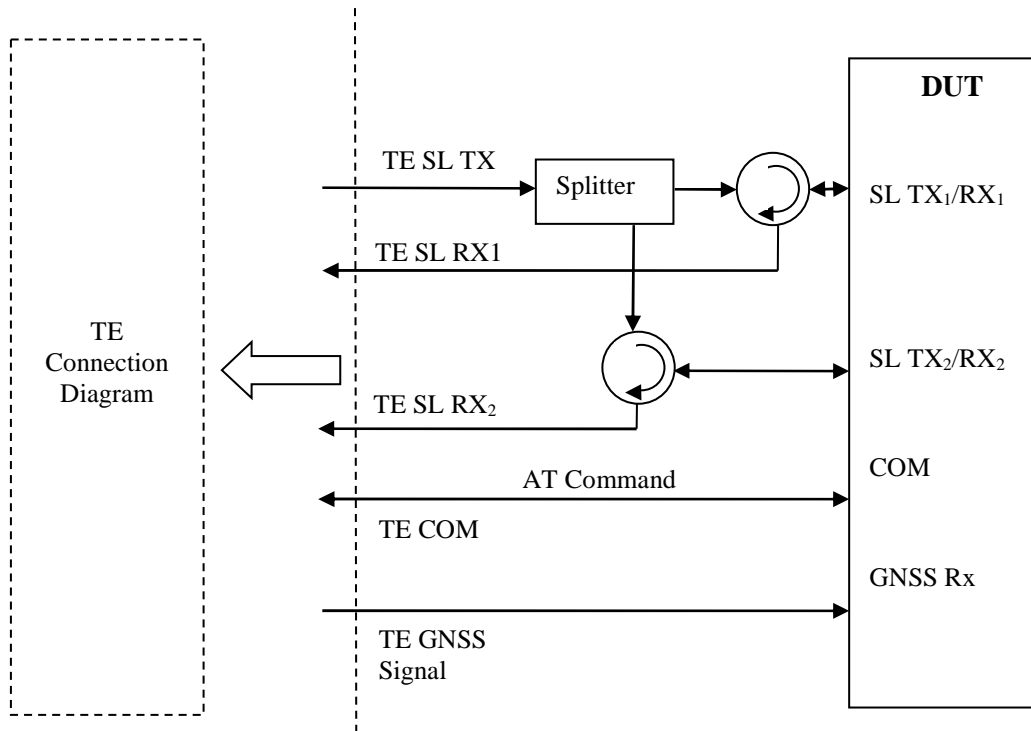 DUT
TE SL TX
Splitter
SL TX₁/RX₁
TE SL RX1
TE
Connection
Diagram
SL TX₂/RX₂
TE SL RX₂
COM
AT Command
TE COM
GNSS Rx
TE GNSS
Signal